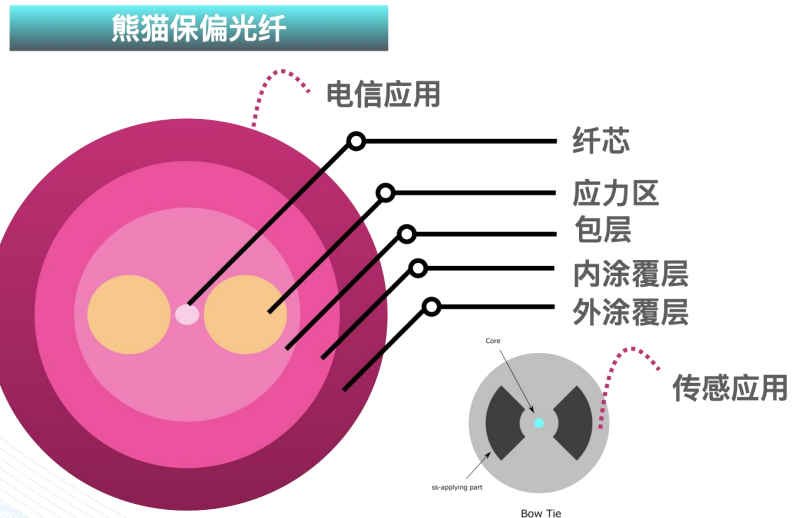 熊猫保偏光纤
电信应用
纤芯
应力区
包层
内涂覆层
外涂覆层
Core
传感应用
ss-applying part
Bow Tie